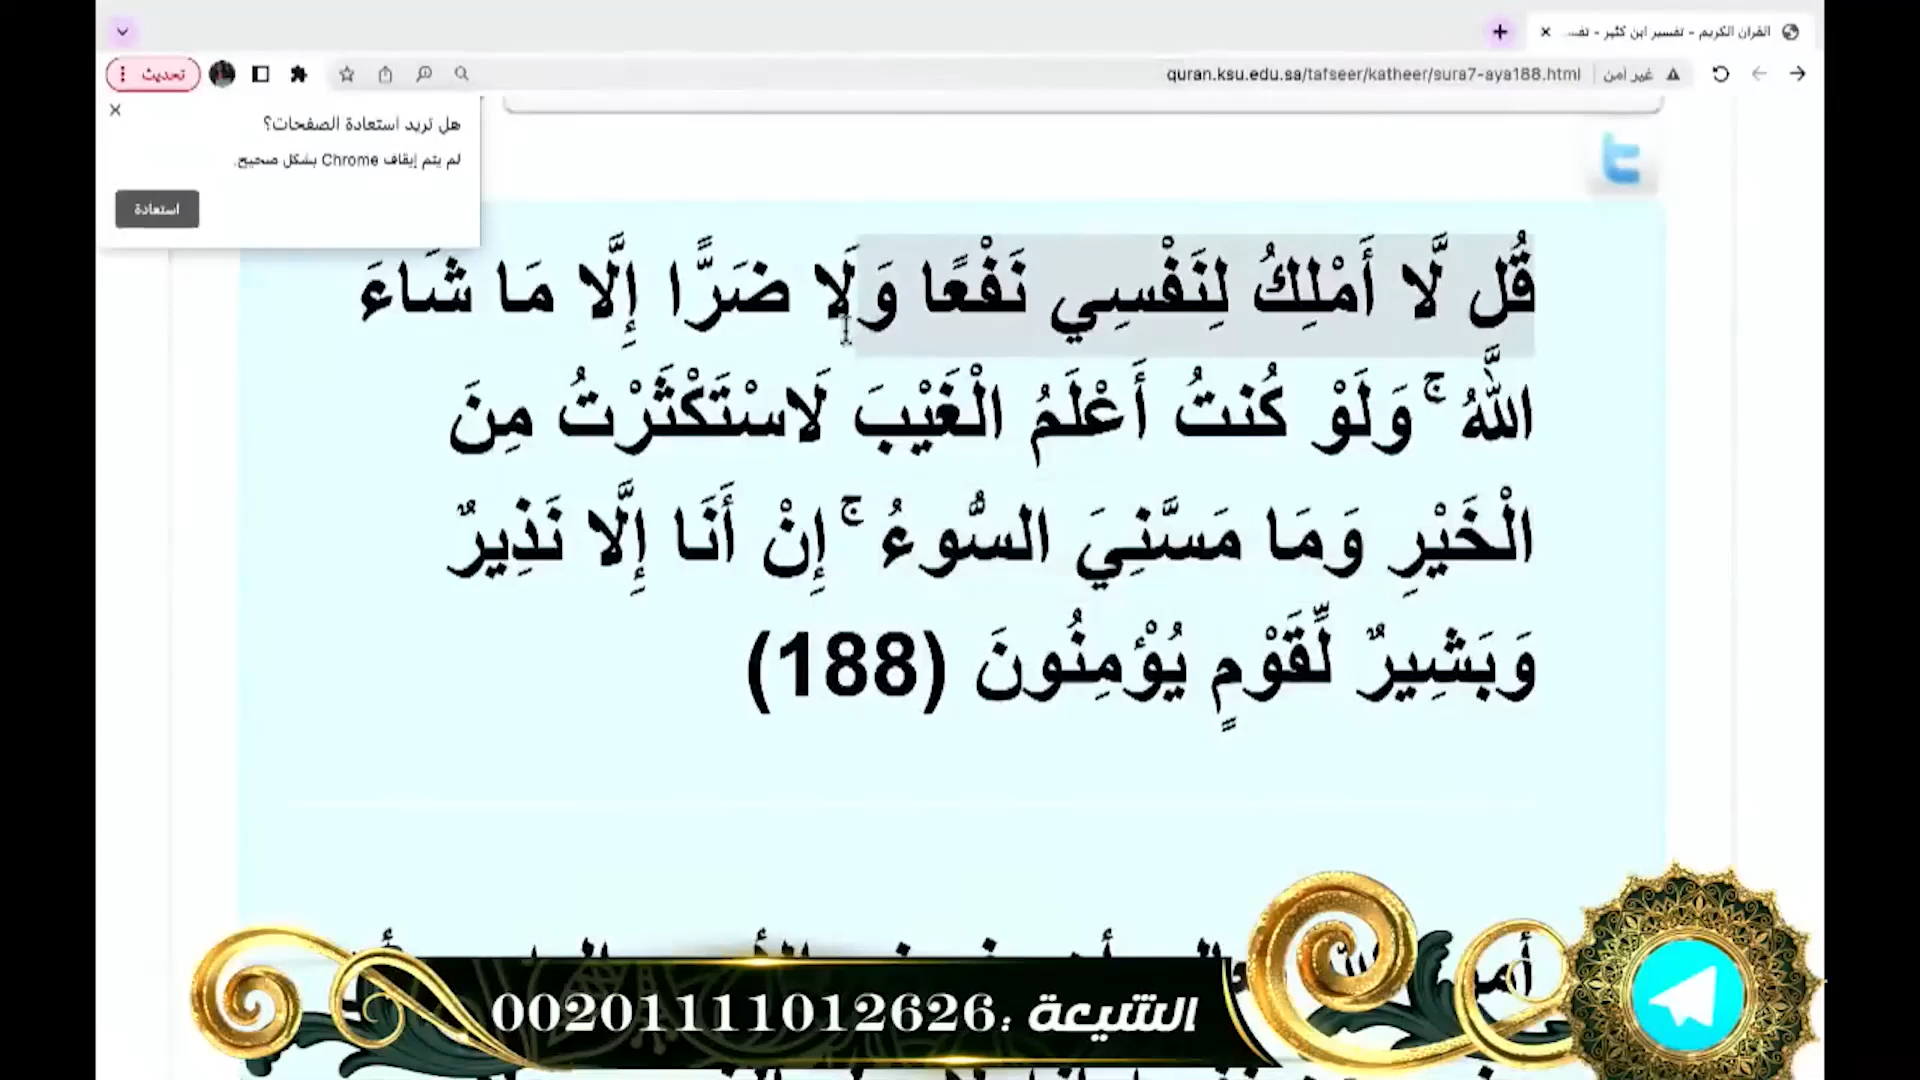 القرآن الكريم - تفسير ابن كثير - تفسـ...
تحديث
غير آمن
quran.ksu.edu.sa/tafseer/katheer/sura7-aya188.html
هل تريد استعادة الصفحات؟
لم يتم إيقاف Chrome بشكل صحيح.
استعادة
قُل لَّا أَمْلِكُ لِنَفْسِي نَفْعًا وَلَا ضَرًّا إِلَّا مَا شَاءَ
اللَّهُ ۚ وَلَوْ كُنتُ أَعْلَمُ الْغَيْبَ لَاسْتَكْثَرْتُ مِنَ
الْخَيْرِ وَمَا مَسَّنِيَ السُّوءُ ۚ إِنْ أَنَا إِلَّا نَذِيرٌ
وَبَشِيرٌ لِّقَوْمٍ يُؤْمِنُونَ (188)
الشيعة :00201111012626